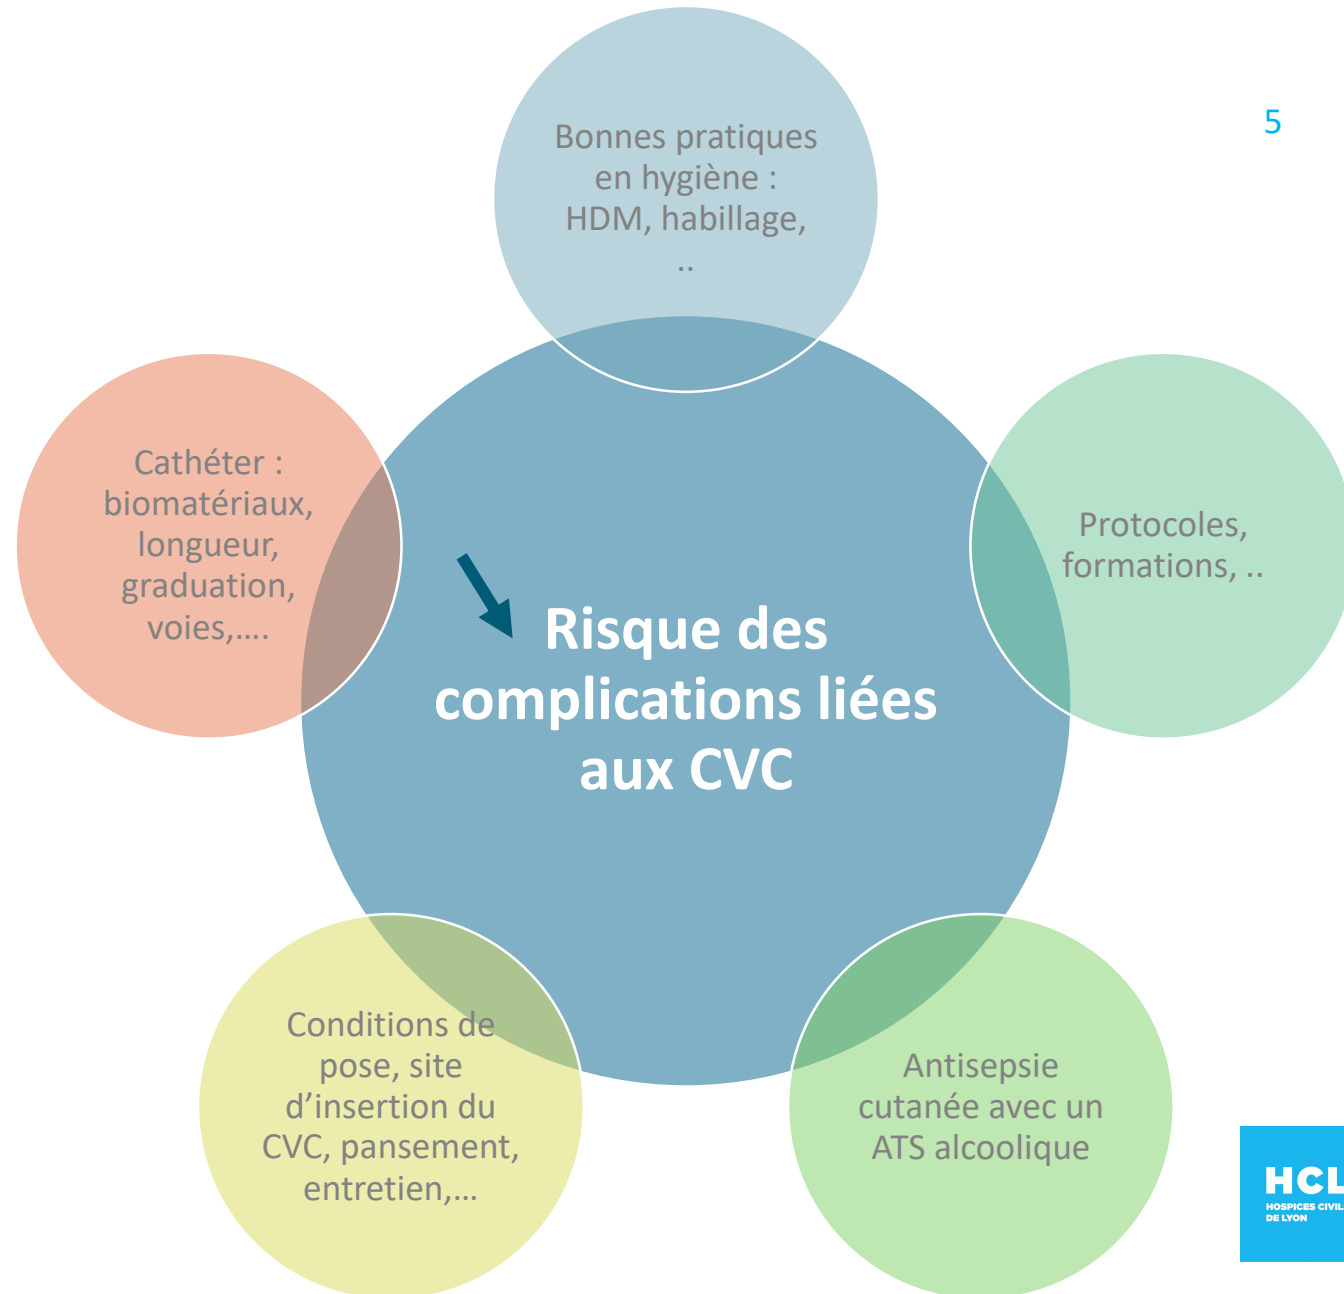 5
Bonnes pratiques
en hygiène :
HDM, habillage,
..
Cathéter :
biomatériaux,
longueur,
graduation,
voies,....
Protocoles,
formations, ..
Risque des
complications liées
aux CVC
Conditions de
pose, site
d’insertion du
CVC, pansement,
entretien,…
Antisepsie
cutanée avec un
ATS alcoolique
HCL
HOSPICES CIVIL
DE LYON